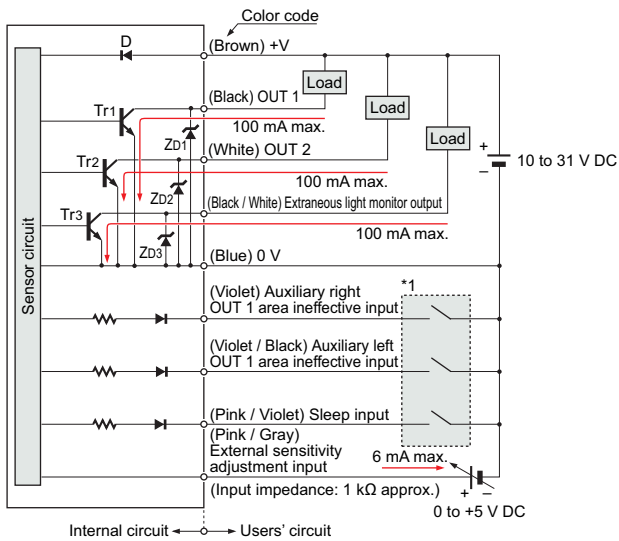 Color code
D
(Brown) +V
Load
(Black) OUT 1
Tr1
Load
100 mA max.
ZD1
Load
+
Tr2
(White) OUT 2
10 to 31 V DC
–
100 mA max.
ZD2
(Black / White) Extraneous light monitor output
Tr3
100 mA max.
ZD3
(Blue) 0 V
Sensor circuit
*1
(Violet) Auxiliary right
OUT 1 area ineffective input
(Violet / Black) Auxiliary left
OUT 1 area ineffective input
(Pink / Violet) Sleep input
(Pink / Gray)
External sensitivity
adjustment input
6 mA max.
(Input impedance: 1 kΩ approx.)
+ –
0 to +5 V DC
Internal circuit
Users' circuit